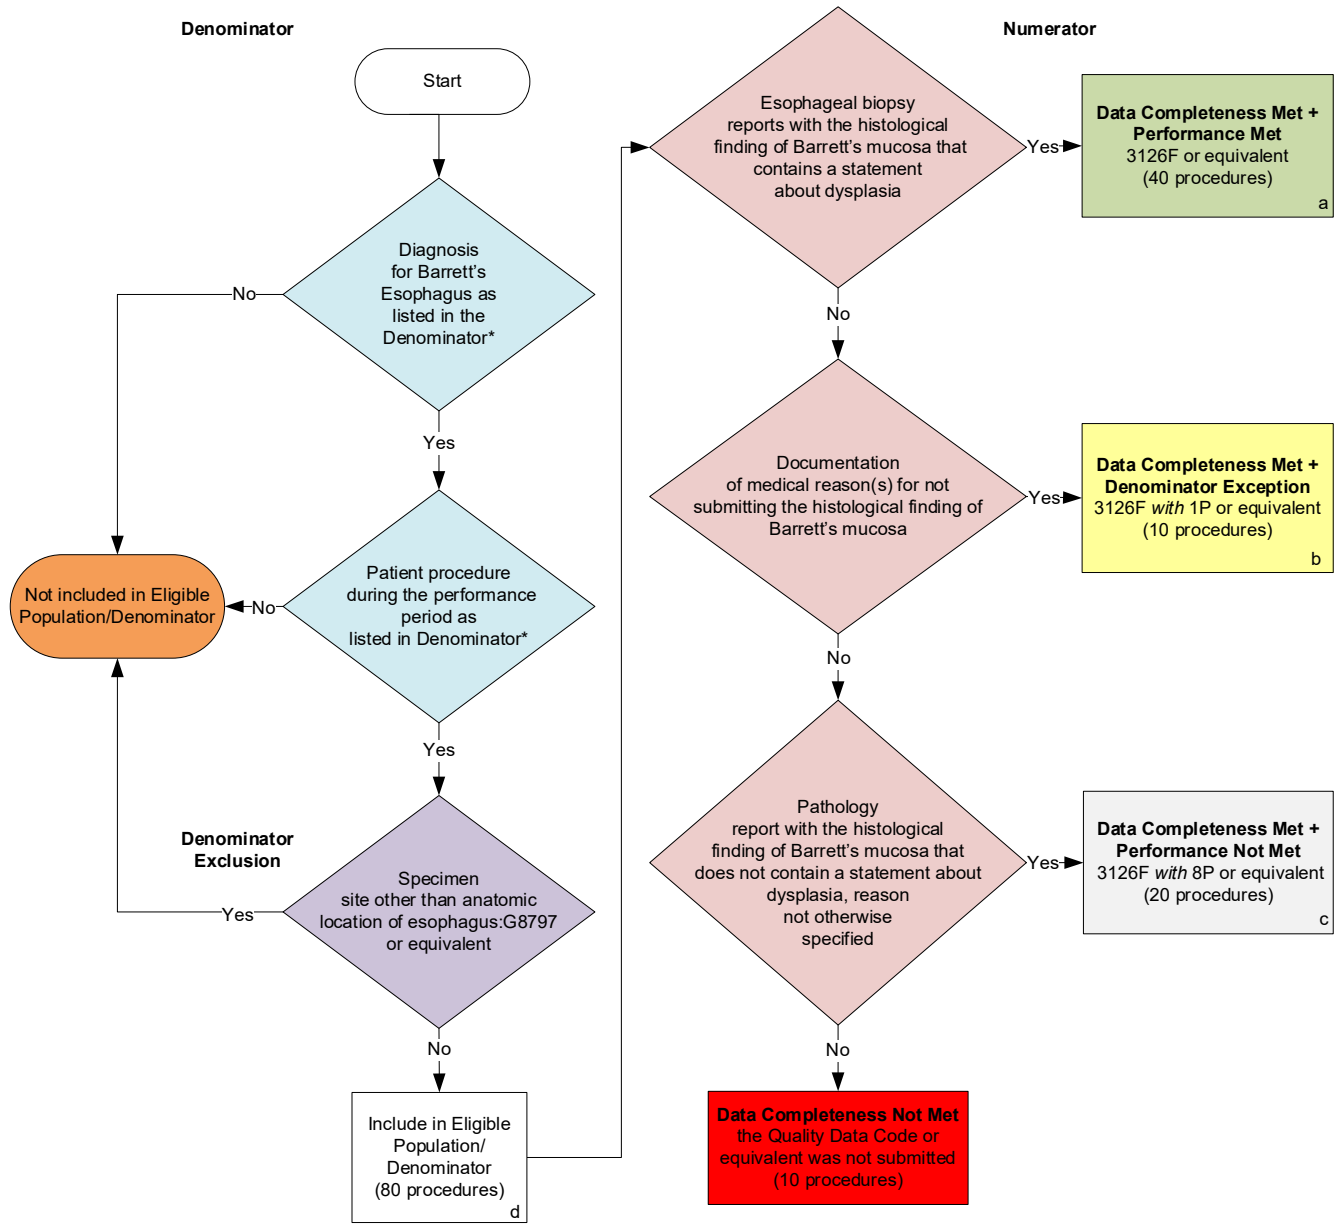 Denominator
Start
Diagnosis
for Barrett's
Esophagus as
listed in the
Denominator*
No
Yes
Patient procedure
during the performance
period as
listed in Denominator*
No
Not included in Eligible
Population/Denominator
Yes
Denominator
Exclusion
Specimen
site other than anatomic
location of esophagus:G8797
or equivalent
Yes
No
Include in Eligible
Population/
Denominator
(80 procedures)
d
Numerator
Esophageal biopsy
reports with the histological
finding of Barrett's mucosa that
contains a statement
about dysplasia
Yes
Data Completeness Met +
Performance Met
3126F or equivalent
(40 procedures)
a
No
Documentation
of medical reason(s) for not
submitting the histological finding of
Barrett's mucosa
Yes
Data Completeness Met +
Denominator Exception
3126F with 1P or equivalent
(10 procedures)
b
No
Pathology
report with the histological
finding of Barrett's mucosa that
does not contain a statement about
dysplasia, reason
not otherwise
specified
Yes
Data Completeness Met +
Performance Not Met
3126F with 8P or equivalent
(20 procedures)
c
No
Data Completeness Not Met
the Quality Data Code or
equivalent was not submitted
(10 procedures)